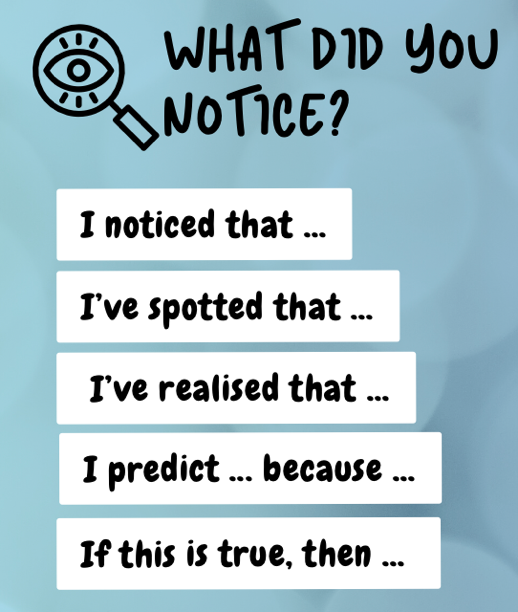 WHAT DID YOU
NOTICE?
I noticed that ...
I've spotted that ...
I've realised that ...
I predict ... because ...
If this is true, then ...